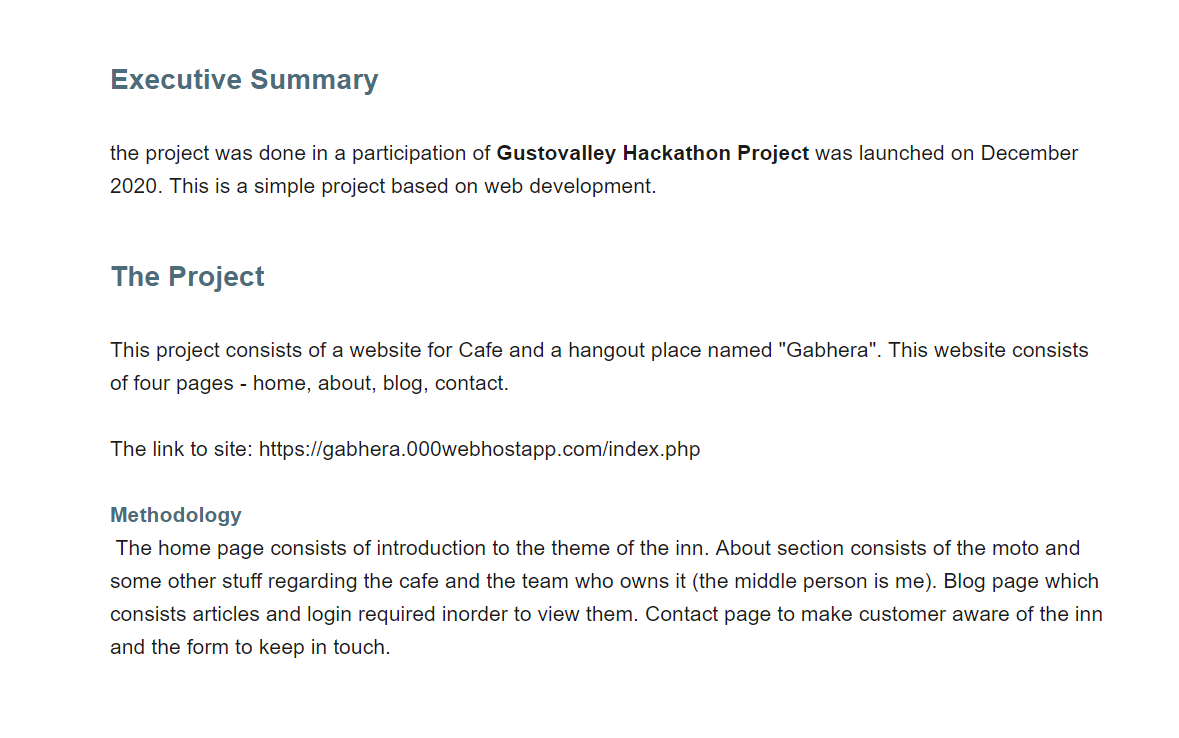 Executive Summary
the project was done in a participation of Gustovalley Hackathon Project was launched on December
2020. This is a simple project based on web development.
The Project
This project consists of a website for Cafe and a hangout place named "Gabhera". This website consists
of four pages - home, about, blog, contact.
The link to site: https://gabhera.000webhostapp.com/index.php
Methodology
The home page consists of introduction to the theme of the inn. About section consists of the moto and
some other stuff regarding the cafe and the team who owns it (the middle person is me). Blog page which
consists articles and login required inorder to view them. Contact page to make customer aware of the inn
and the form to keep in touch.